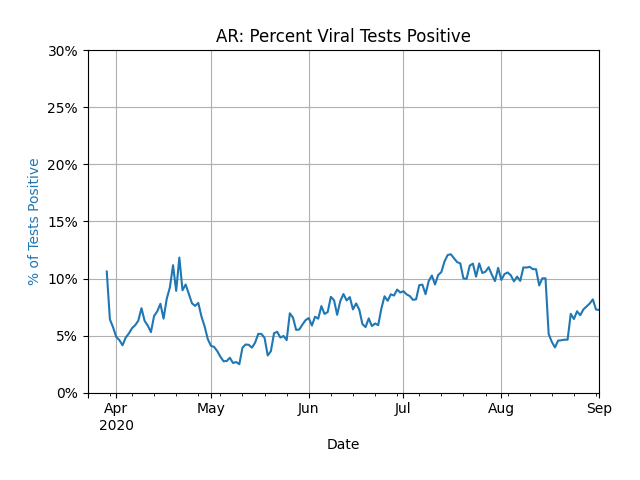 AR: Percent Viral Tests Positive
30%
25%
20%
15%
10%
5%
0%
% of Tests Positive
Apr May Jun Jul Aug Sep
2020
Date